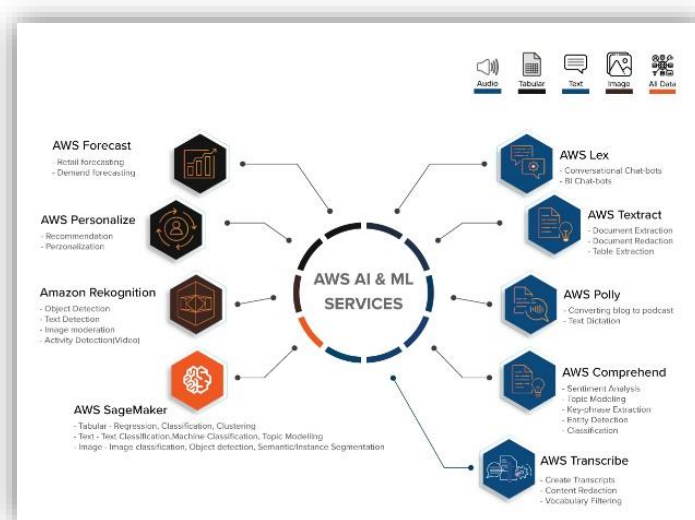 Audio
Tabular
Text
Image
All Data
AWS Forecast
- Retail forecasting
- Demand forecasting
AWS Personalize
- Recommendation
- Perzonalization
Amazon Rekognition
- Object Detection
- Text Detection
- Image moderation
- Activity Detection(Video)
AWS SageMaker
- Tabular - Regression, Classification, Clustering
- Text - Text Classification,Machine Classification, Topic Modelling
- Image - Image classification, Object detection, Semantic/Instance Segmentation
AWS AI & ML
SERVICES
AWS Lex
- Conversational Chat-bots
- BI Chat-bots
AWS Textract
- Document Extraction
- Document Redaction
- Table Extraction
AWS Polly
- Converting blog to podcast
- Text Dictation
AWS Comprehend
- Sentiment Analysis
- Topic Modeling
- Key-phrase Extraction
- Entity Detection
- Classification
AWS Transcribe
- Create Transcripts
- Content Redaction
- Vocabulary Filtering